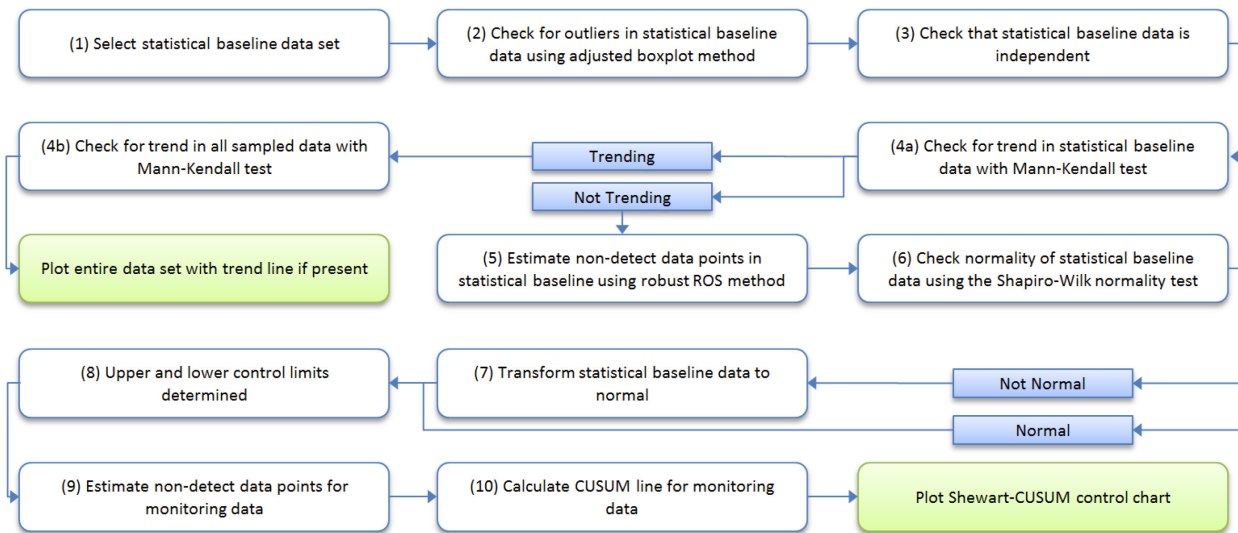 (1) Select statistical baseline data set
(2) Check for outliers in statistical baseline
data using adjusted boxplot method
(3) Check that statistical baseline data is
independent
(4b) Check for trend in all sampled data with
Mann-Kendall test
Trending
Not Trending
(4a) Check for trend in statistical baseline
data with Mann-Kendall test
Plot entire data set with trend line if present
(5) Estimate non-detect data points in
statistical baseline using robust ROS method
(6) Check normality of statistical baseline
data using the Shapiro-Wilk normality test
(8) Upper and lower control limits
determined
(7) Transform statistical baseline data to
normal
Not Normal
Normal
(9) Estimate non-detect data points for
monitoring data
(10) Calculate CUSUM line for monitoring
data
Plot Shewart-CUSUM control chart